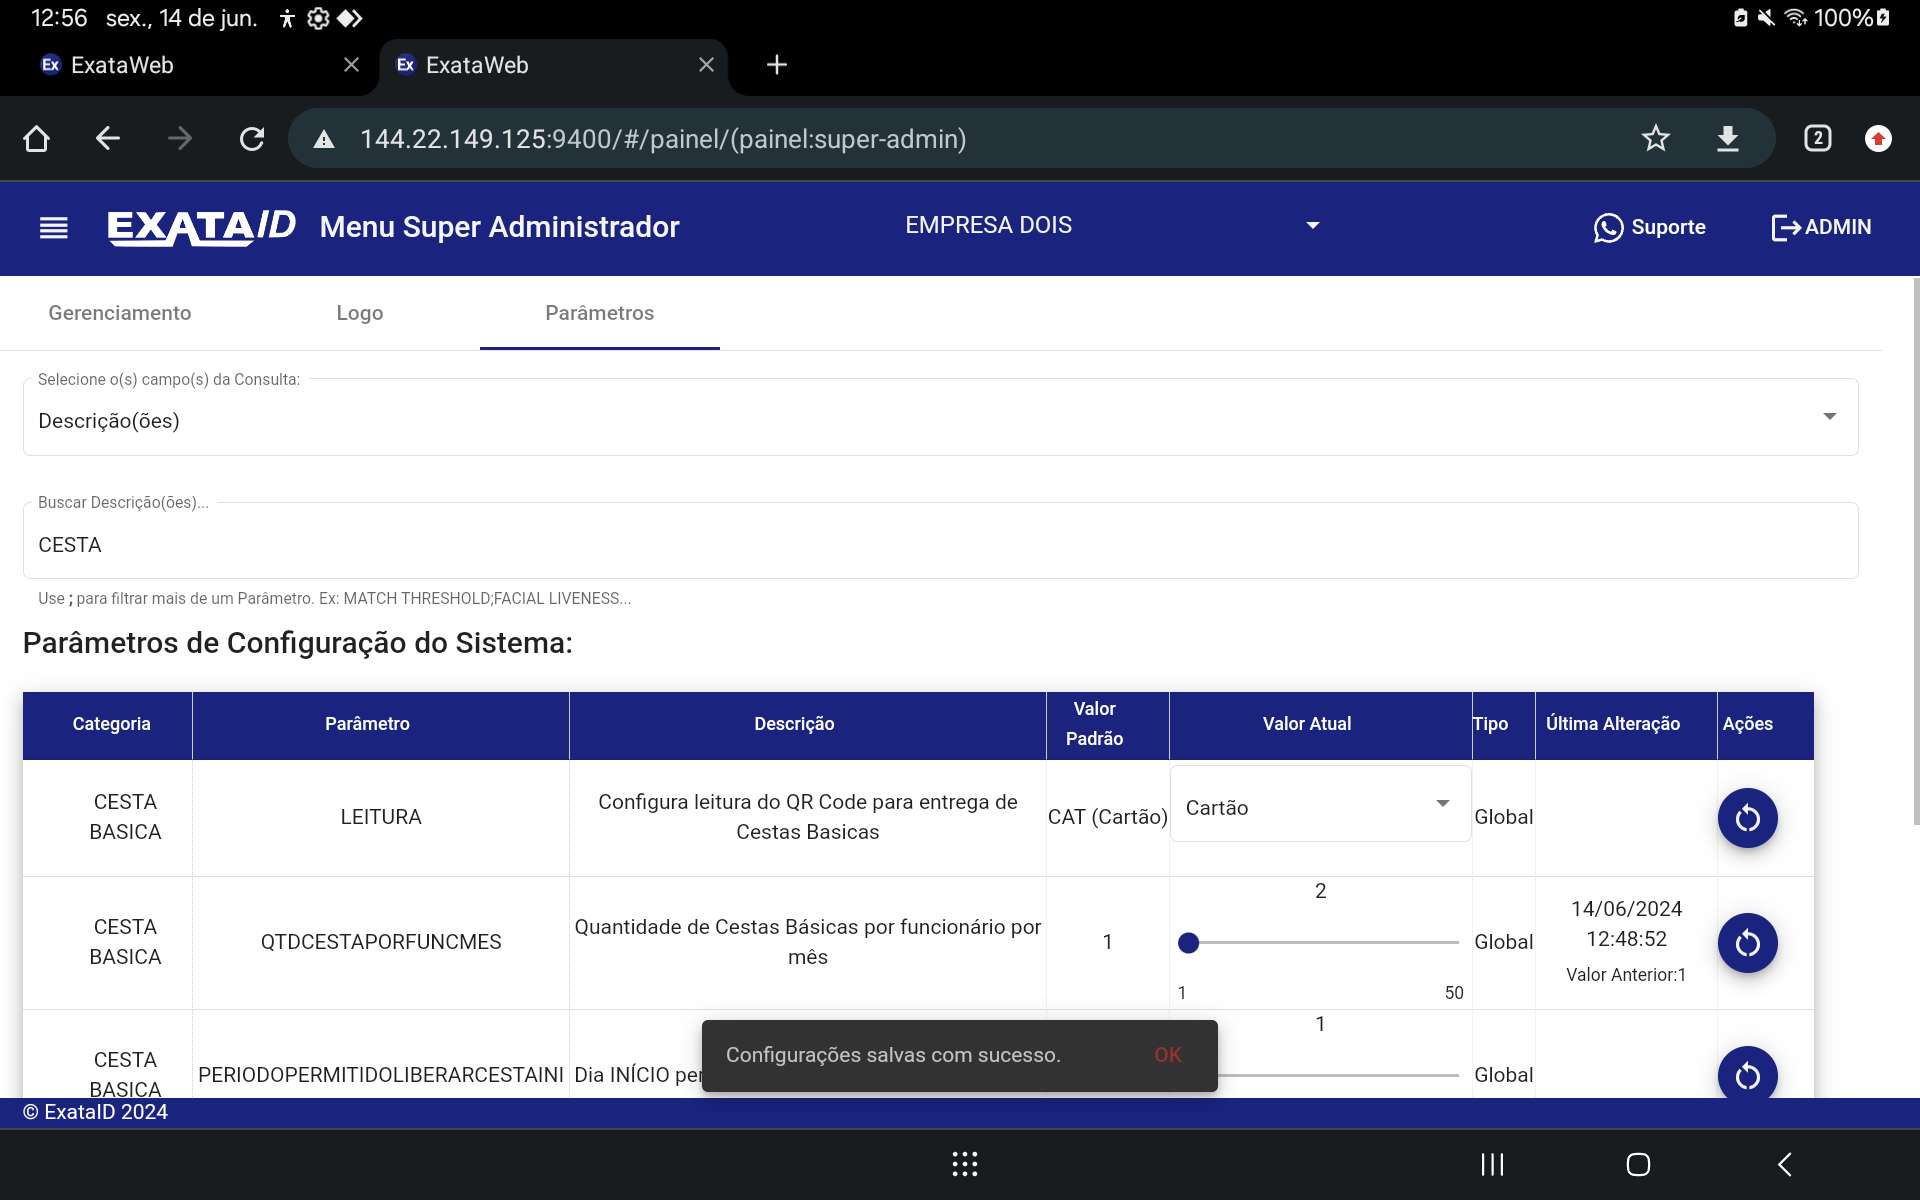 12:56 sex., 14 de jun. 100%
Ex ExataWeb
Ex ExataWeb
144.22.149.125:9400/#/painel/(painel:super-admin)
2
EXATA/D Menu Super Administrador EMPRESA DOIS Suporte ADMIN
Gerenciamento Logo Parâmetros
Selecione o(s) campo(s) da Consulta:
Descrição(ões)
Buscar Descrição(ões)...
CESTA
Use ; para filtrar mais de um Parâmetro. Ex: MATCH THRESHOLD;FACIAL LIVENESS...
Parâmetros de Configuração do Sistema:
Categoria Parâmetro Descrição Valor Padrão Valor Atual Tipo Última Alteração Ações
CESTA BASICA LEITURA Configura leitura do QR Code para entrega de Cestas Basicas CAT (Cartão) Cartão Global
CESTA BASICA QTDCESTAPORFUNCMES Quantidade de Cestas Básicas por funcionário por mês 1 2 1 50 Global 14/06/2024 12:48:52 Valor Anterior:1
CESTA BASICA PERIODOPERMITIDOLIBERARCESTAINI Dia INÍCIO per 1 Global
Configurações salvas com sucesso. OK
© ExataID 2024